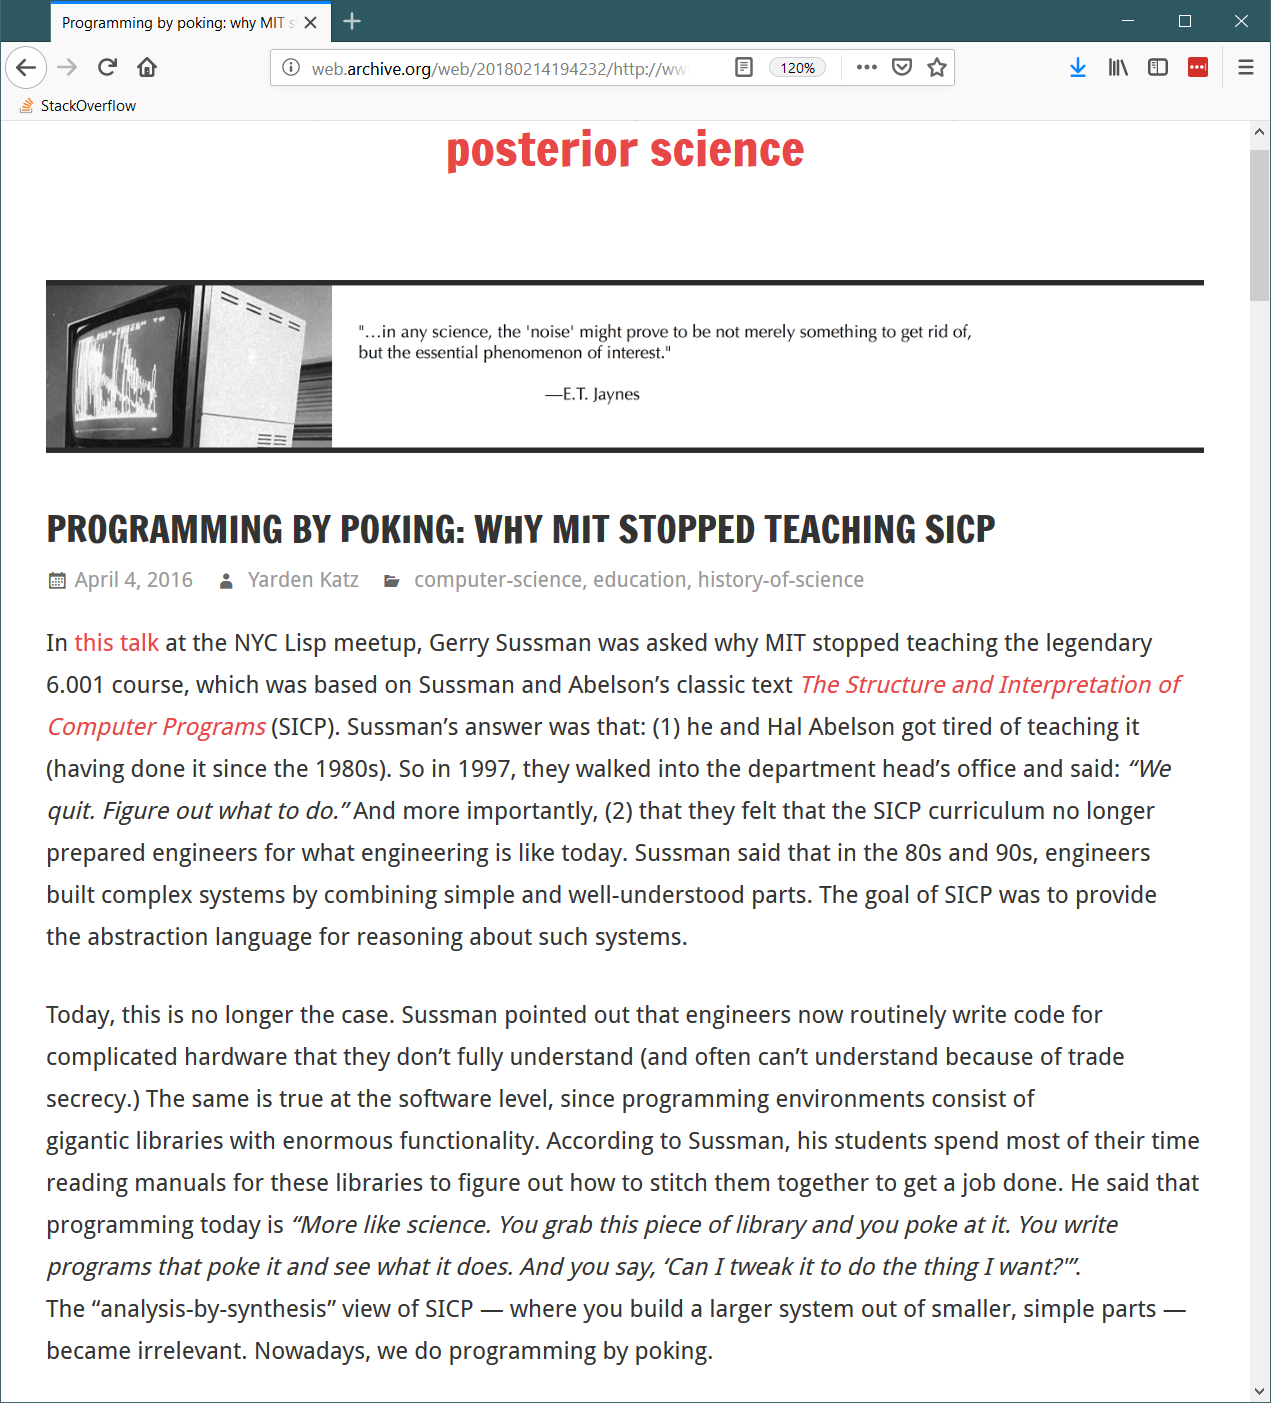 Programming by poking: why MIT
web.archive.org/web/20180214194232/http://ww
120%
StackOverflow
posterior science
"…in any science, the 'noise' might prove to be not merely something to get rid of,
but the essential phenomenon of interest."
—E.T. Jaynes
PROGRAMMING BY POKING: WHY MIT STOPPED TEACHING SICP
April 4, 2016 Yarden Katz computer-science, education, history-of-science
In this talk at the NYC Lisp meetup, Gerry Sussman was asked why MIT stopped teaching the legendary
6.001 course, which was based on Sussman and Abelson’s classic text The Structure and Interpretation of
Computer Programs (SICP). Sussman’s answer was that: (1) he and Hal Abelson got tired of teaching it
(having done it since the 1980s). So in 1997, they walked into the department head’s office and said: “We
quit. Figure out what to do.” And more importantly, (2) that they felt that the SICP curriculum no longer
prepared engineers for what engineering is like today. Sussman said that in the 80s and 90s, engineers
built complex systems by combining simple and well-understood parts. The goal of SICP was to provide
the abstraction language for reasoning about such systems.
Today, this is no longer the case. Sussman pointed out that engineers now routinely write code for
complicated hardware that they don’t fully understand (and often can’t understand because of trade
secrecy.) The same is true at the software level, since programming environments consist of
gigantic libraries with enormous functionality. According to Sussman, his students spend most of their time
reading manuals for these libraries to figure out how to stitch them together to get a job done. He said that
programming today is “More like science. You grab this piece of library and you poke at it. You write
programs that poke it and see what it does. And you say, ‘Can I tweak it to do the thing I want?'”.
The “analysis-by-synthesis” view of SICP — where you build a larger system out of smaller, simple parts —
became irrelevant. Nowadays, we do programming by poking.